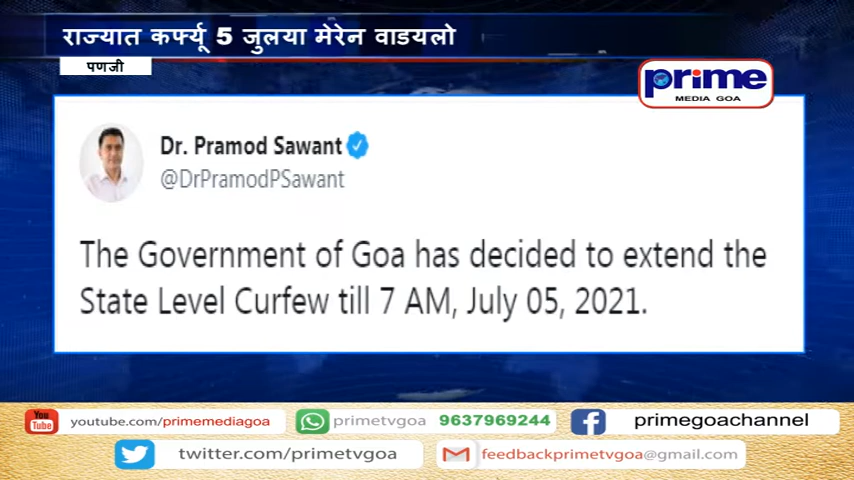 राज्यात कर्फ्यू 5 जुलया मेरेन वाडयलो
पणजी
prime
MEDIA GOA
Dr. Pramod Sawant
@DrPramodPSawant
The Government of Goa has decided to extend the
State Level Curfew till 7 AM, July 05, 2021.
You Tube youtube.com/primemediagoa primetvgoa 9637969244 f primegoachannel
twitter.com/primetvgoa feedbackprimetvgoa@gmail.com